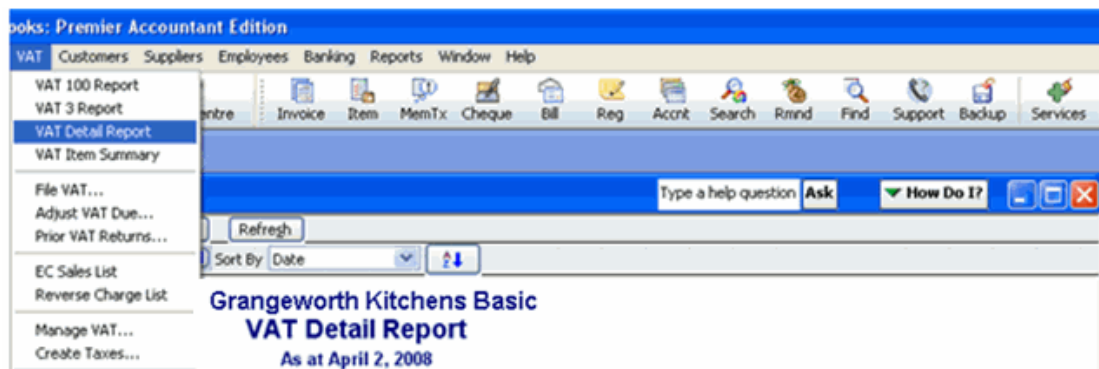 ooks: Premier Accountant Edition
VAT Customers Suppliers Employees Banking Reports Window Help
VAT 100 Report
VAT 3 Report
VAT Detail Report
VAT Item Summary
File VAT...
Adjust VAT Due...
Prior VAT Returns...
EC Sales List
Reverse Charge List
Manage VAT...
Create Taxes...
entre Invoice Item MemTx Cheque Bill Reg Accnt Search Rmnd Find Support Backup Services
Type a help question Ask How Do I?
Refresh
Sort By Date
Grangeworth Kitchens Basic
VAT Detail Report
As at April 2, 2008